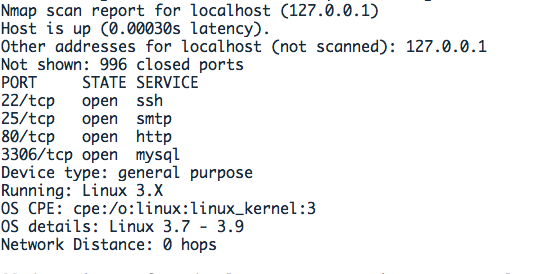 Nmap scan report for localhost (127.0.0.1)
Host is up (0.00030s latency).
Other addresses for localhost (not scanned): 127.0.0.1
Not shown: 996 closed ports
PORT     STATE SERVICE
22/tcp   open  ssh
25/tcp   open  smtp
80/tcp   open  http
3306/tcp open  mysql
Device type: general purpose
Running: Linux 3.X
OS CPE: cpe:/o:linux:linux_kernel:3
OS details: Linux 3.7 - 3.9
Network Distance: 0 hops